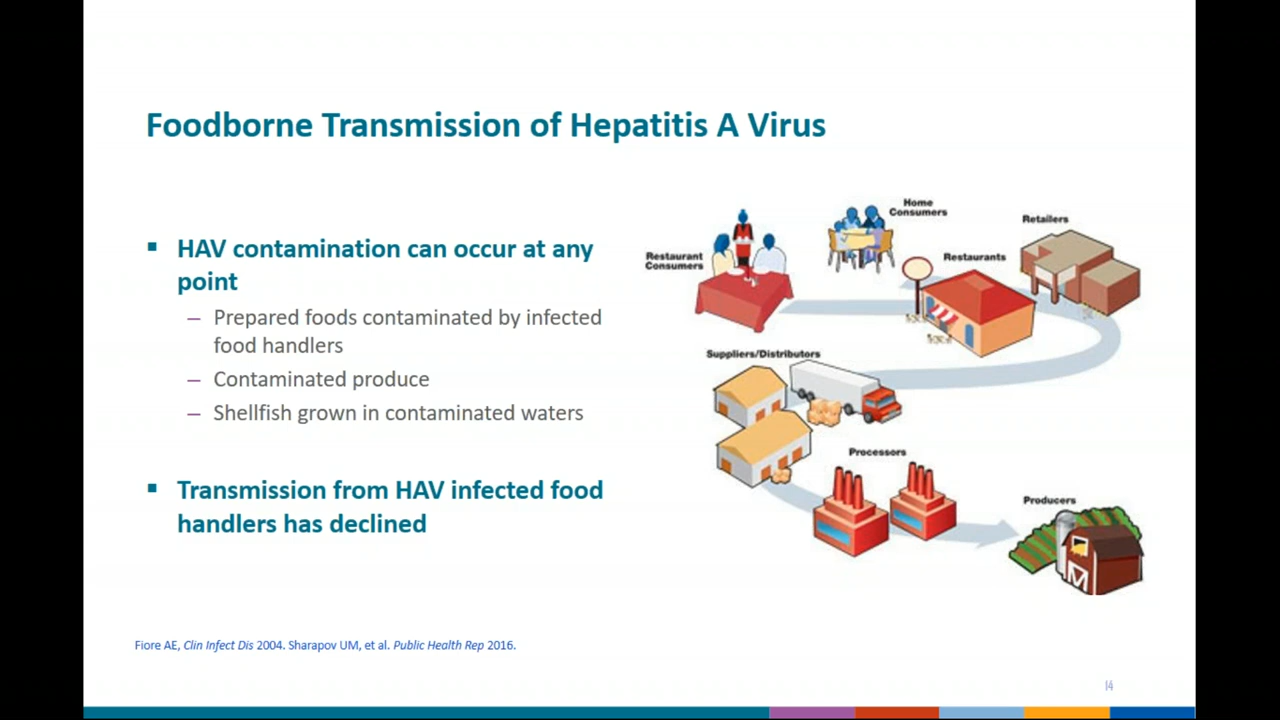 Foodborne Transmission of Hepatitis A Virus
▪ HAV contamination can occur at any
point
– Prepared foods contaminated by infected
food handlers
– Contaminated produce
– Shellfish grown in contaminated waters
▪ Transmission from HAV infected food
handlers has declined
Home
Consumers
Retailers
Restaurant
Consumers
Restaurants
Suppliers/Distributors
Processors
Producers
Fiore AE, Clin Infect Dis 2004. Sharapov UM, et al. Public Health Rep 2016.
14